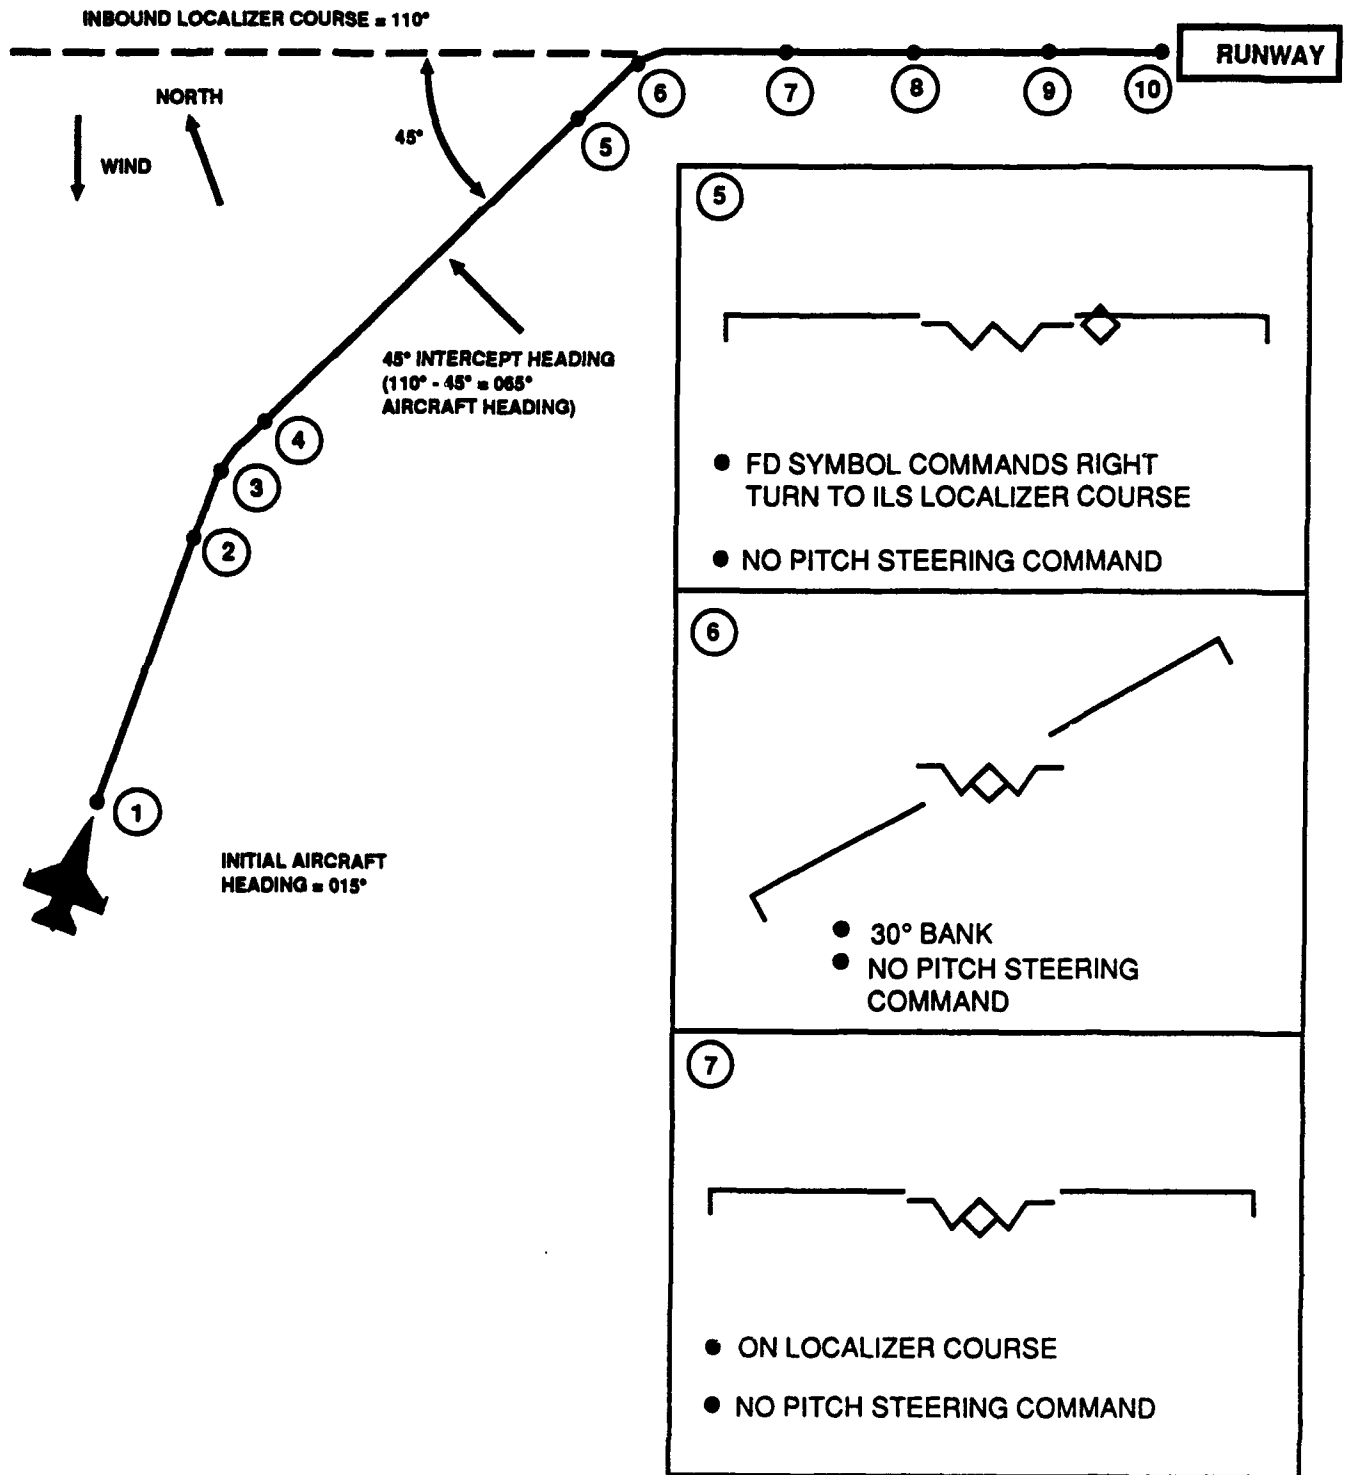 INBOUND LOCALIZER COURSE = 110°
RUNWAY
6
7
8
9
10
NORTH
WIND
45°
5
45° INTERCEPT HEADING
(110° - 45° = 065°
AIRCRAFT HEADING)
4
3
2
1
INITIAL AIRCRAFT
HEADING = 015°
5
● FD SYMBOL COMMANDS RIGHT
TURN TO ILS LOCALIZER COURSE
● NO PITCH STEERING COMMAND
6
● 30° BANK
● NO PITCH STEERING
COMMAND
7
● ON LOCALIZER COURSE
● NO PITCH STEERING COMMAND